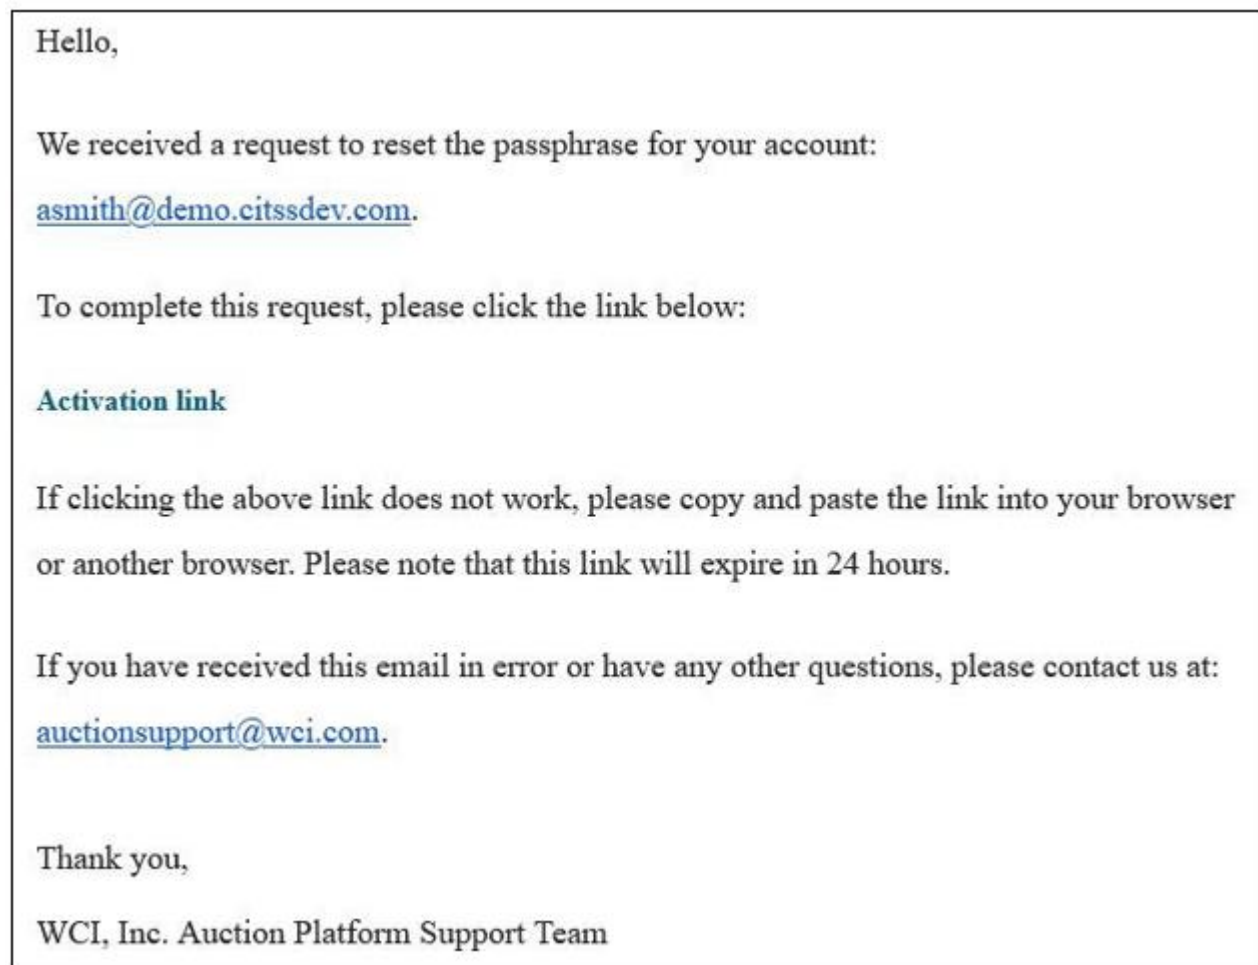 Hello,
We received a request to reset the passphrase for your account:
asmith@demo.citssdev.com.
To complete this request, please click the link below:
Activation link
If clicking the above link does not work, please copy and paste the link into your browser
or another browser. Please note that this link will expire in 24 hours.
If you have received this email in error or have any other questions, please contact us at:
auctionsupport@wci.com.
Thank you,
WCI, Inc. Auction Platform Support Team